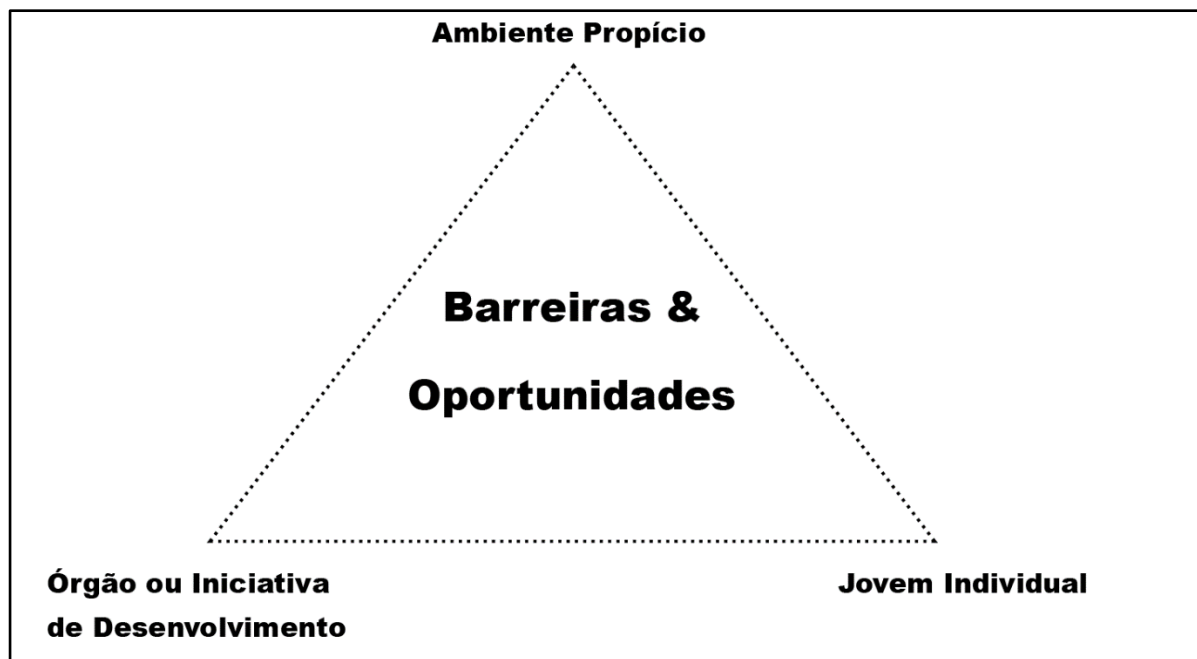 Ambiente Propício
Barreiras &
Oportunidades
Órgão ou Iniciativa
de Desenvolvimento
Jovem Individual